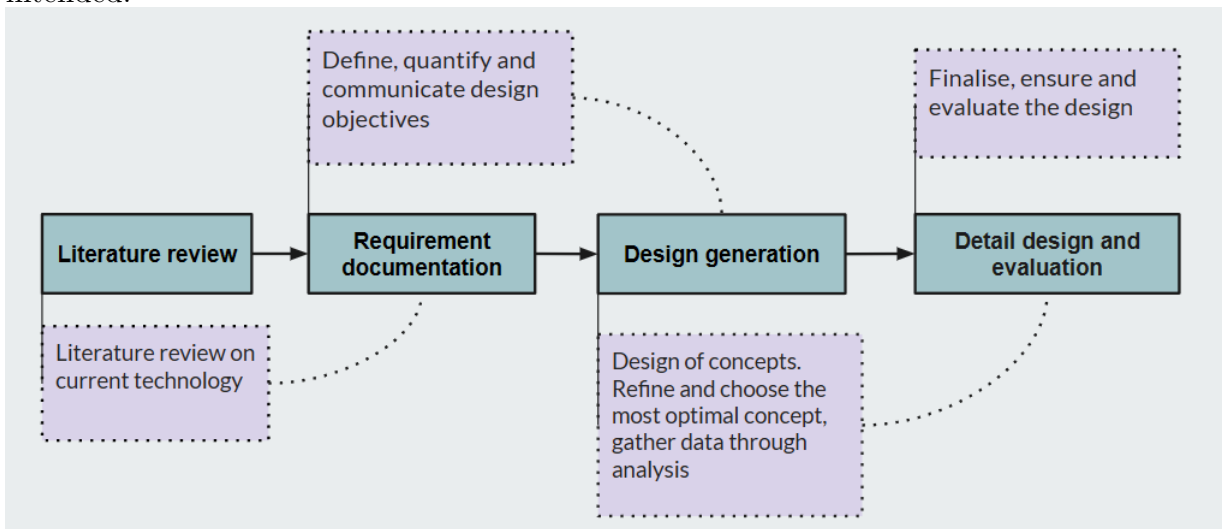 intended.
Define, quantify and
communicate design
objectives
Finalise, ensure and
evaluate the design
Literature review
Requirement
documentation
Design generation
Detail design and
evaluation
Literature review on
current technology
Design of concepts.
Refine and choose the
most optimal concept,
gather data through
analysis